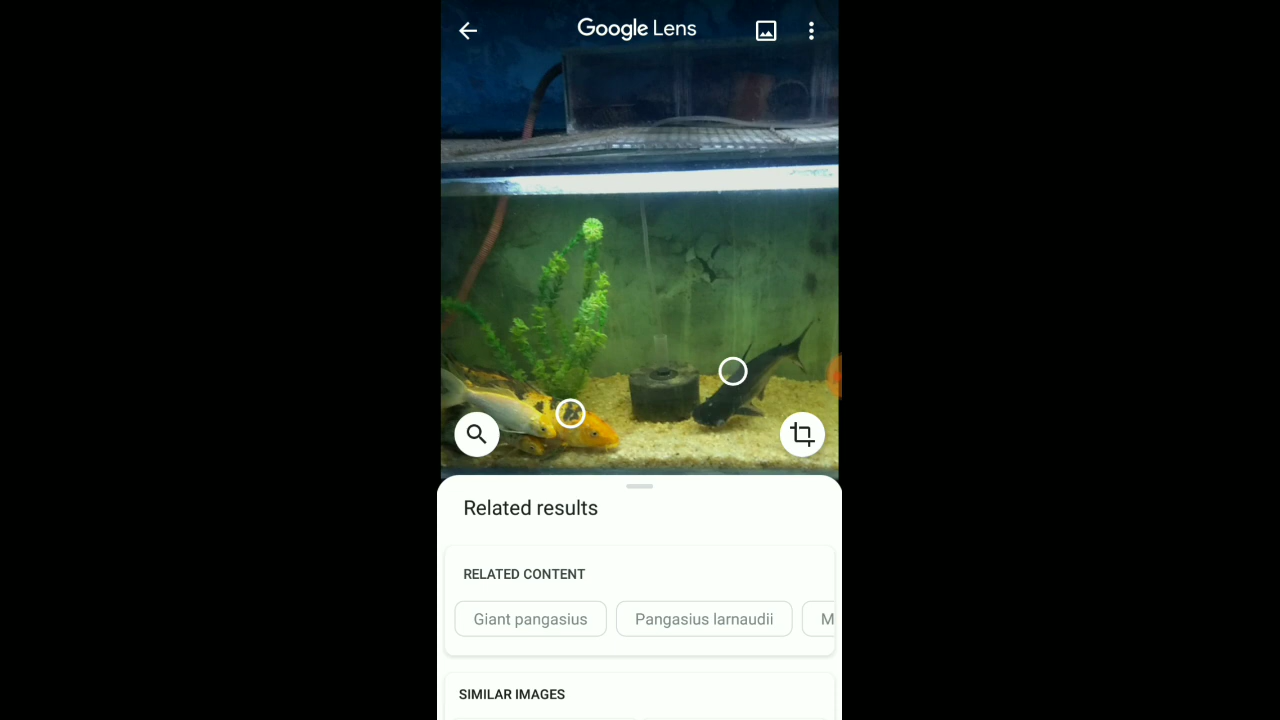 Google Lens
Related results
RELATED CONTENT
Giant pangasius
Pangasius larnaudii
M
SIMILAR IMAGES